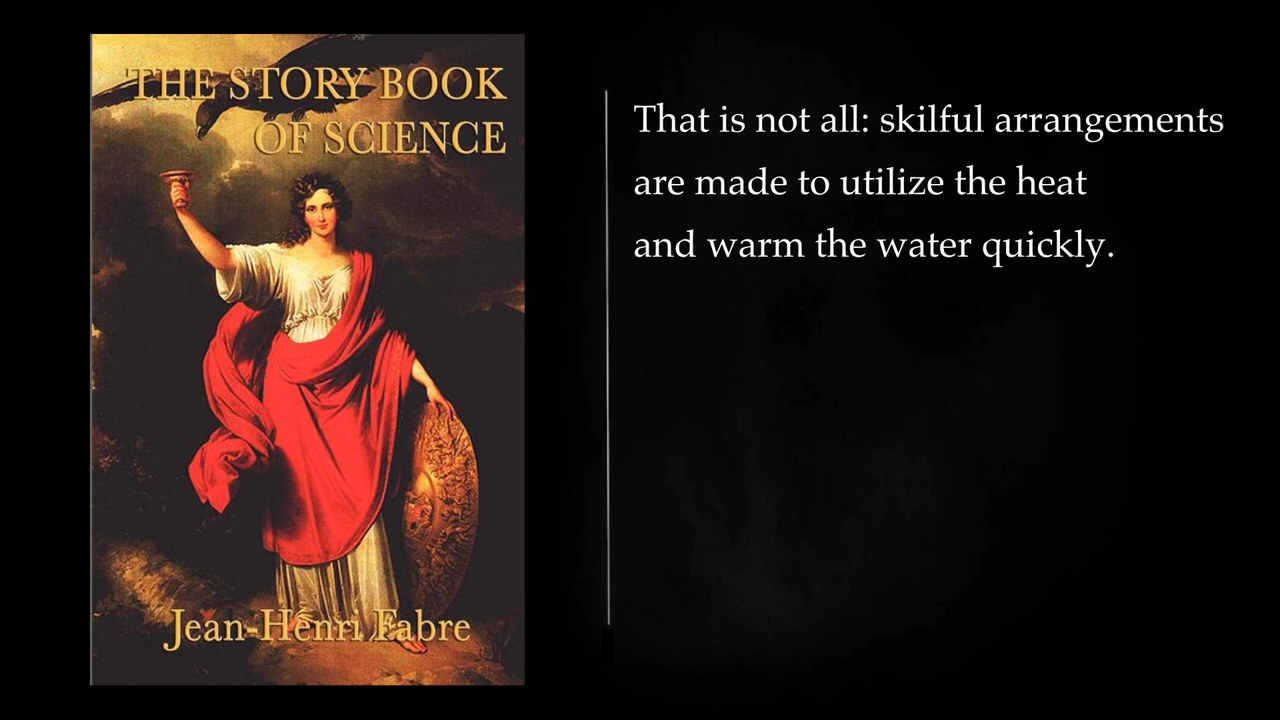 THE STORY BOOK
OF SCIENCE
Jean-Henri Fabre
That is not all: skilful arrangements
are made to utilize the heat
and warm the water quickly.